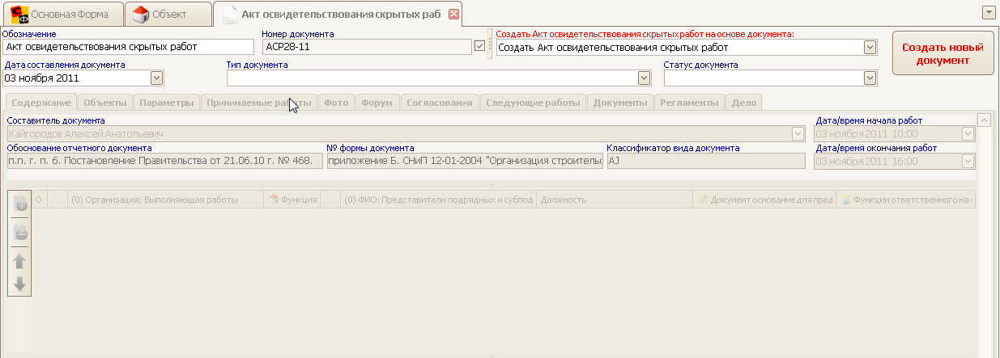 Основная Форма
Объект
Акт освидетельствования скрытых раб
Обозначение
Номер документа
Создать Акт освидетельствования скрытых работ на основе документа:
Акт освидетельствования скрытых работ
АСР28-11
Создать Акт освидетельствования скрытых работ
Создать новый
документ
Дата составления документа
Тип документа
Статус документа
03 ноября 2011
Содержание
Объекты
Параметры
Принимаемые работы
Фото
Форум
Согласования
Следующие работы
Документы
Регламенты
Дело
Составитель документа
Дата/время начала работ
Кайгородов Алексей Анатольевич
03 ноября 2011 10:00
Обоснование отчетного документа
№ формы документа
Классификатор вида документа
Дата/время окончания работ
п.п. г. п. 6. Постановление Правительства от 21.06.10 г. № 468.
приложение Б. СНиП 12-01-2004 "Организация строитель
AJ
03 ноября 2011 16:00
О
(0) Организация: Выполняющая работы
Функция
(0) ФИО: Представители подрядных и субпод
Должность
Документ основание для пред
Функции ответственного на